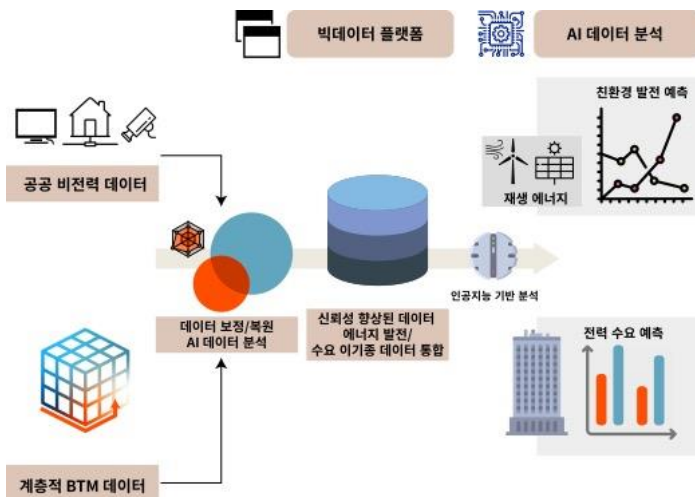 빅데이터 플랫폼
AI 데이터 분석
친환경 발전 예측
재생 에너지
공공 비전력 데이터
인공지능 기반 분석
데이터 보정/복원
AI 데이터 분석
신뢰성 향상된 데이터
에너지 발전/
수요 이기종 데이터 통합
전력 수요 예측
계층적 BTM 데이터